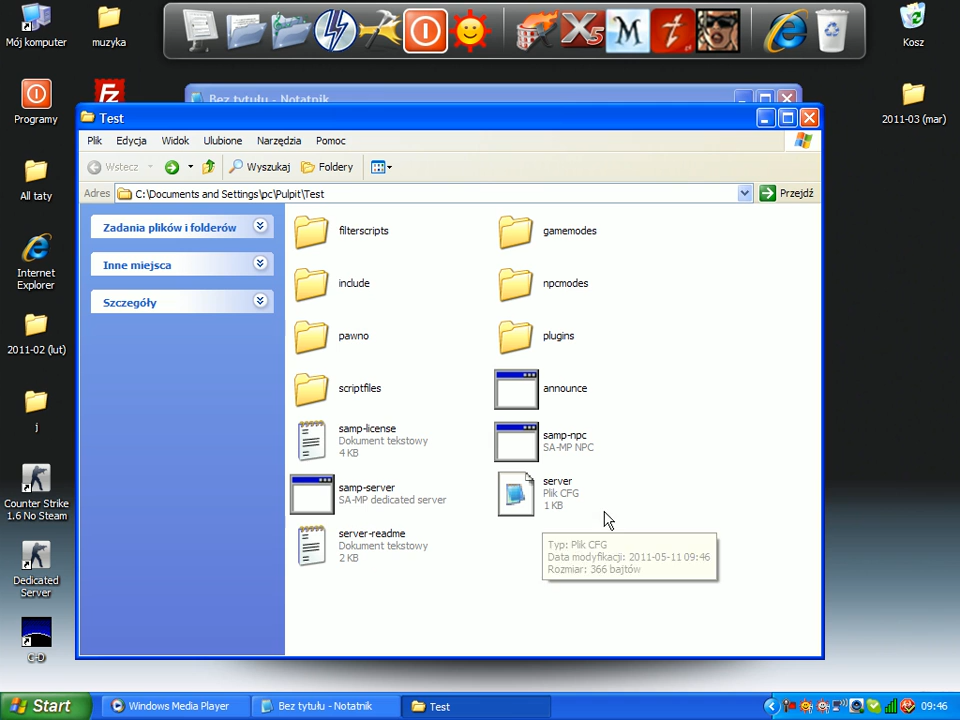 Mój komputer
muzyka
Kosz
X5
M
t
Programy
FZ
2011-03 (mar)
Bez tytułu - Notatnik
Test
Plik Edycja Widok Ulubione Narzędzia Pomoc
Wstecz Wyszukaj Foldery
Adres C:\Documents and Settings\pc\Pulpit\Test Przejdź
All taty
Internet
Explorer
2011-02 (lut)
j
Counter Strike
1.6 No Steam
Dedicated
Server
C-D
Zadania plików i folderów
Inne miejsca
Szczegóły
filterscripts
gamemodes
include
npcmodes
pawno
plugins
scriptfiles
announce
samp-license
Dokument tekstowy
4 KB
samp-npc
SA-MP NPC
samp-server
SA-MP dedicated server
server
Plik CFG
1 KB
server-readme
Dokument tekstowy
2 KB
Typ: Plik CFG
Data modyfikacji: 2011-05-11 09:46
Rozmiar: 366 bajtów
Start
Windows Media Player
Bez tytułu - Notatnik
Test
09:46